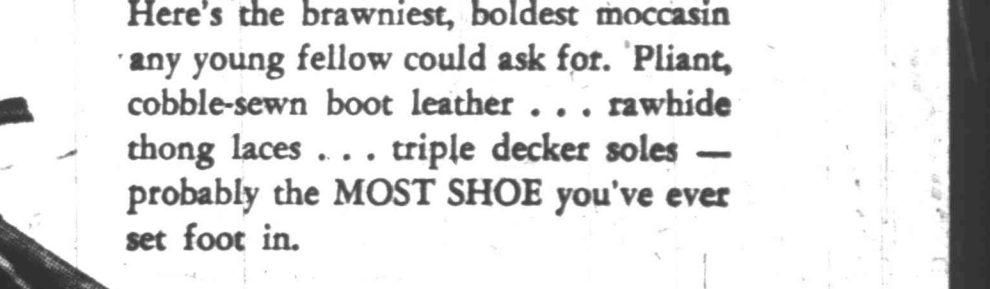 Here's the brawniest, boldest moccasin
any young fellow could ask for. Pliant,
cobble-sewn boot leather . . . rawhide
thong laces . . . triple decker soles —
probably the MOST SHOE you've ever
set foot in.